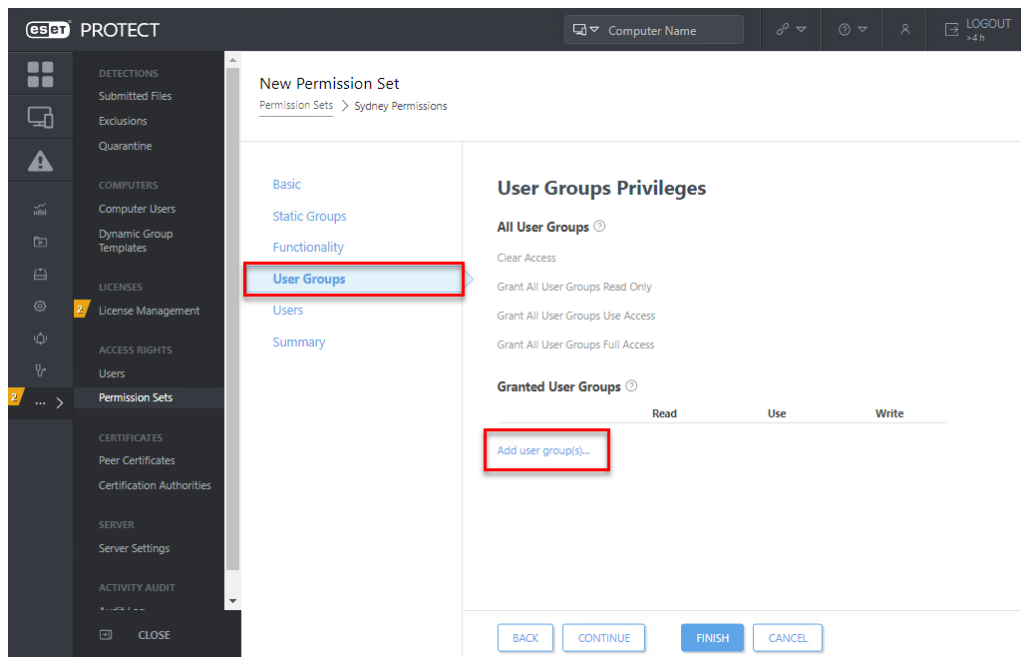 eset PROTECT
Computer Name
LOGOUT
>4 h
DETECTIONS
Submitted Files
Exclusions
Quarantine
COMPUTERS
Computer Users
Dynamic Group
Templates
LICENSES
2
License Management
ACCESS RIGHTS
Users
2
...
Permission Sets
CERTIFICATES
Peer Certificates
Certification Authorities
SERVER
Server Settings
ACTIVITY AUDIT
Audit Log
CLOSE
New Permission Set
Permission Sets > Sydney Permissions
Basic
Static Groups
Functionality
User Groups
Users
Summary
User Groups Privileges
All User Groups ?
Clear Access
Grant All User Groups Read Only
Grant All User Groups Use Access
Grant All User Groups Full Access
Granted User Groups ?
Read Use Write
Add user group(s)...
BACK CONTINUE FINISH CANCEL